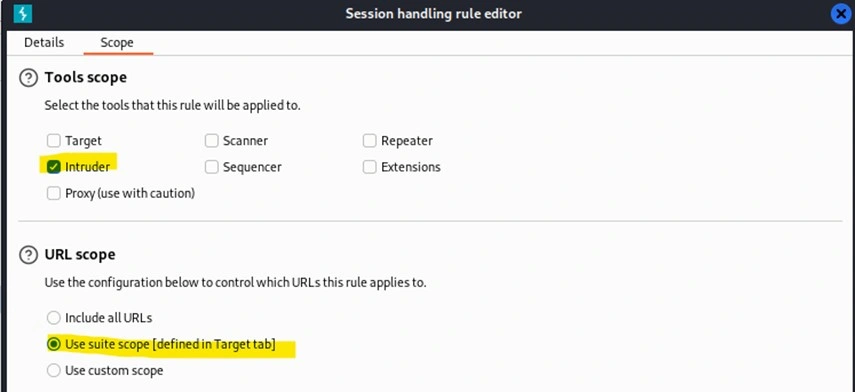 Session handling rule editor
Details Scope
Tools scope
Select the tools that this rule will be applied to.
Target Scanner Repeater
Intruder Sequencer Extensions
Proxy (use with caution)
URL scope
Use the configuration below to control which URLs this rule applies to.
Include all URLs
Use suite scope [defined in Target tab]
Use custom scope